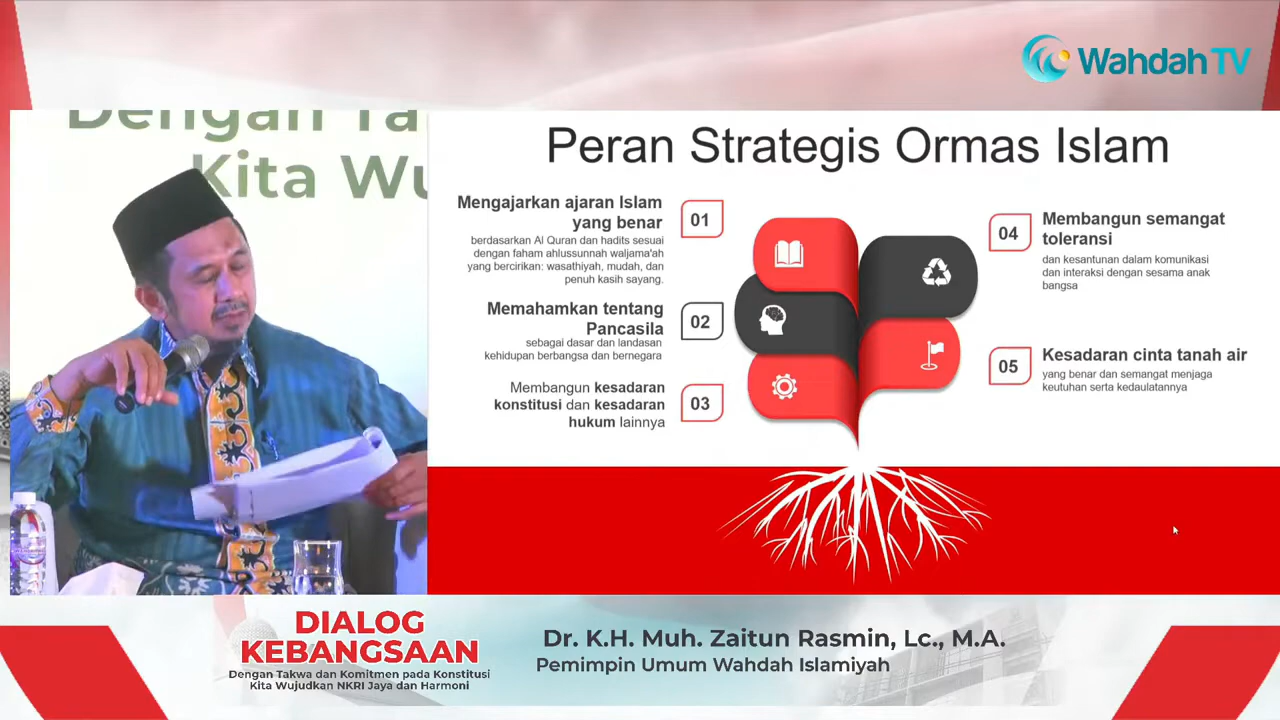 Wahdah TV
Dengan Ta
Kita Wu
Peran Strategis Ormas Islam
Mengajarkan ajaran Islam
yang benar
berdasarkan Al Quran dan hadits sesuai
dengan faham ahlussunnah waljama'ah
yang bercirikan: wasathiyah, mudah, dan
penuh kasih sayang.
01
Memahamkan tentang
Pancasila
sebagai dasar dan landasan
kehidupan berbangsa dan bernegara
02
Membangun kesadaran
konstitusi dan kesadaran
hukum lainnya
03
04
Membangun semangat
toleransi
dan kesantunan dalam komunikasi
dan interaksi dengan sesama anak
bangsa
05
Kesadaran cinta tanah air
yang benar dan semangat menjaga
keutuhan serta kedaulatannya
DIALOG
KEBANGSAAN
Dengan Takwa dan Komitmen pada Konstitusi
Kita Wujudkan NKRI Jaya dan Harmoni
Dr. K.H. Muh. Zaitun Rasmin, Lc., M.A.
Pemimpin Umum Wahdah Islamiyah